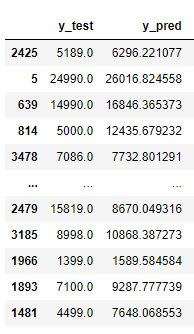 y_test y_pred
2425 5189.0 6296.221077
5 24990.0 26016.824558
639 14990.0 16846.365373
814 5000.0 12435.679232
3478 7086.0 7732.801291
... ... ...
2479 15819.0 8670.049316
3185 8998.0 10868.387273
1966 1399.0 1589.584584
1893 7100.0 9287.777739
1481 4499.0 7648.068553